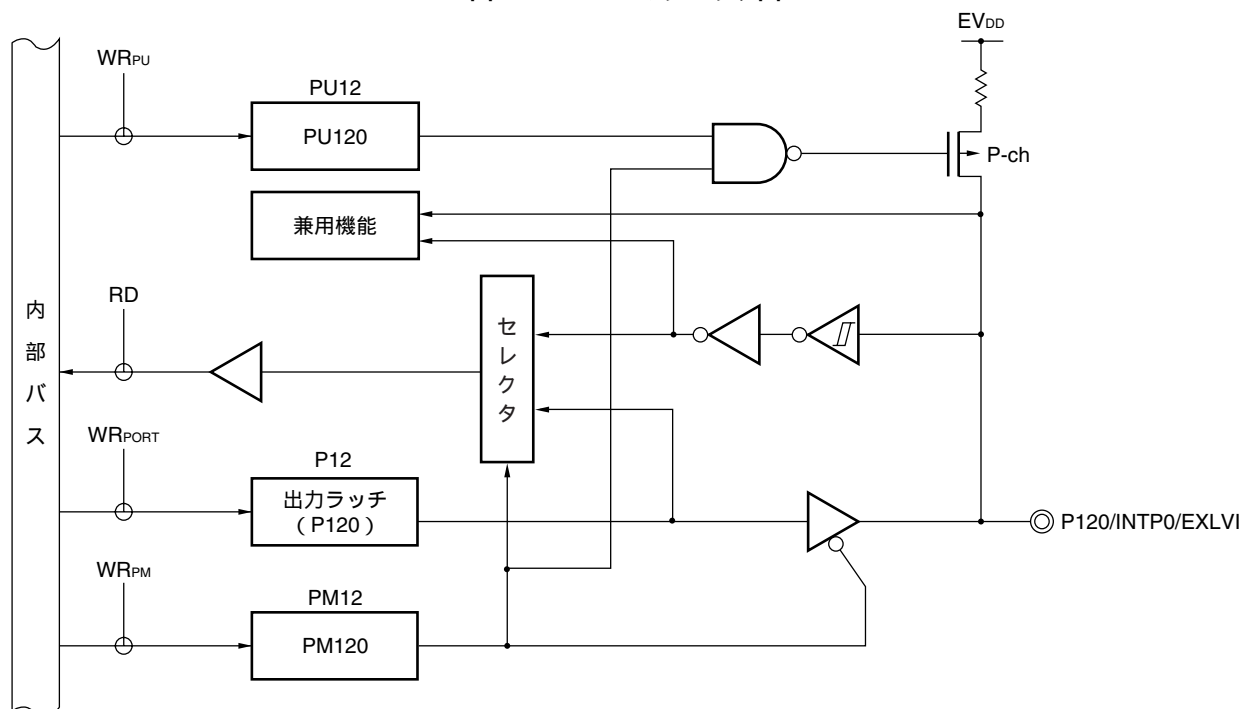 EVDD
WRPU
PU12
PU120
P-ch
兼用機能
RD
内部バス
セレクタ
WRPORT
P12
出力ラッチ
（P120）
P120/INTP0/EXLVI
WRPM
PM12
PM120